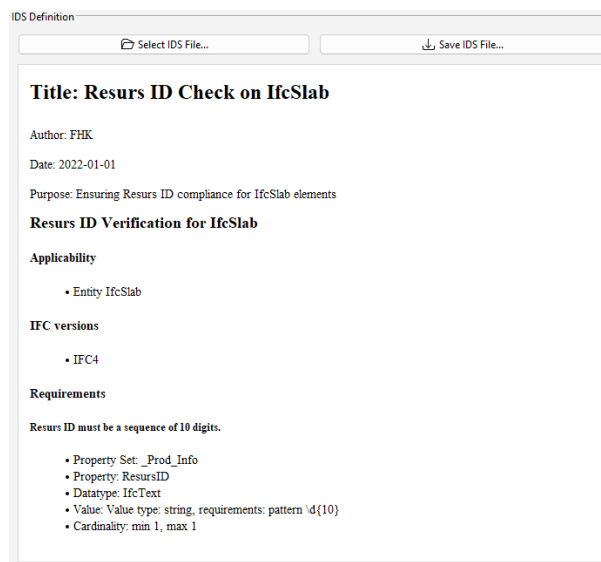 IDS Definition
Select IDS File...
Save IDS File...
Title: Resurs ID Check on IfcSlab
Author: FHK
Date: 2022-01-01
Purpose: Ensuring Resurs ID compliance for IfcSlab elements
Resurs ID Verification for IfcSlab
Applicability
• Entity IfcSlab
IFC versions
• IFC4
Requirements
Resurs ID must be a sequence of 10 digits.
• Property Set: _Prod_Info
• Property: ResursID
• Datatype: IfcText
• Value: Value type: string, requirements: pattern \d{10}
• Cardinality: min 1, max 1